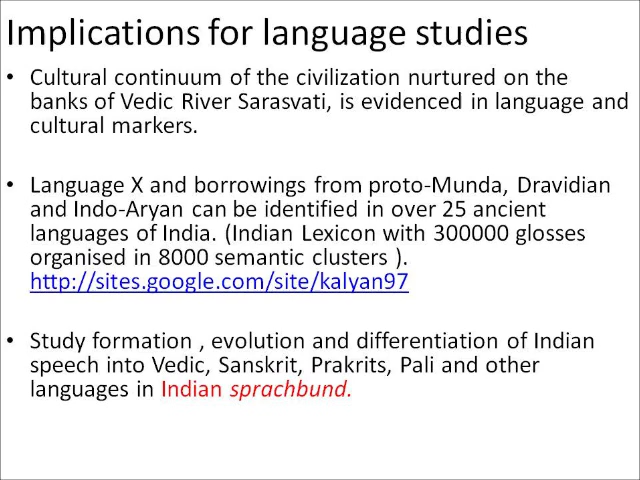 Implications for language studies
• Cultural continuum of the civilization nurtured on the
banks of Vedic River Sarasvati, is evidenced in language and
cultural markers.
• Language X and borrowings from proto-Munda, Dravidian
and Indo-Aryan can be identified in over 25 ancient
languages of India. (Indian Lexicon with 300000 glosses
organised in 8000 semantic clusters ).
http://sites.google.com/site/kalyan97
• Study formation , evolution and differentiation of Indian
speech into Vedic, Sanskrit, Prakrits, Pali and other
languages in Indian sprachbund.